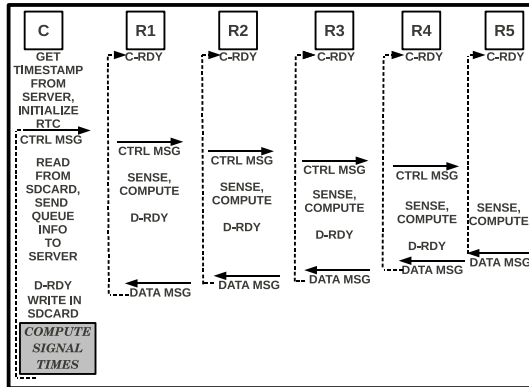 C
GET
TIMESTAMP
FROM
SERVER,
INITIALIZE
RTC
CTRL MSG
READ
FROM
SDCARD,
SEND
QUEUE
INFO
TO
SERVER
D-RDY
WRITE IN
SDCARD
COMPUTE
SIGNAL
TIMES
R1
C-RDY
CTRL MSG
SENSE,
COMPUTE
D-RDY
DATA MSG
R2
C-RDY
CTRL MSG
SENSE,
COMPUTE
D-RDY
DATA MSG
R3
C-RDY
CTRL MSG
SENSE,
COMPUTE
D-RDY
DATA MSG
R4
C-RDY
CTRL MSG
SENSE,
COMPUTE
D-RDY
DATA MSG
R5
C-RDY
SENSE,
COMPUTE
DATA MSG